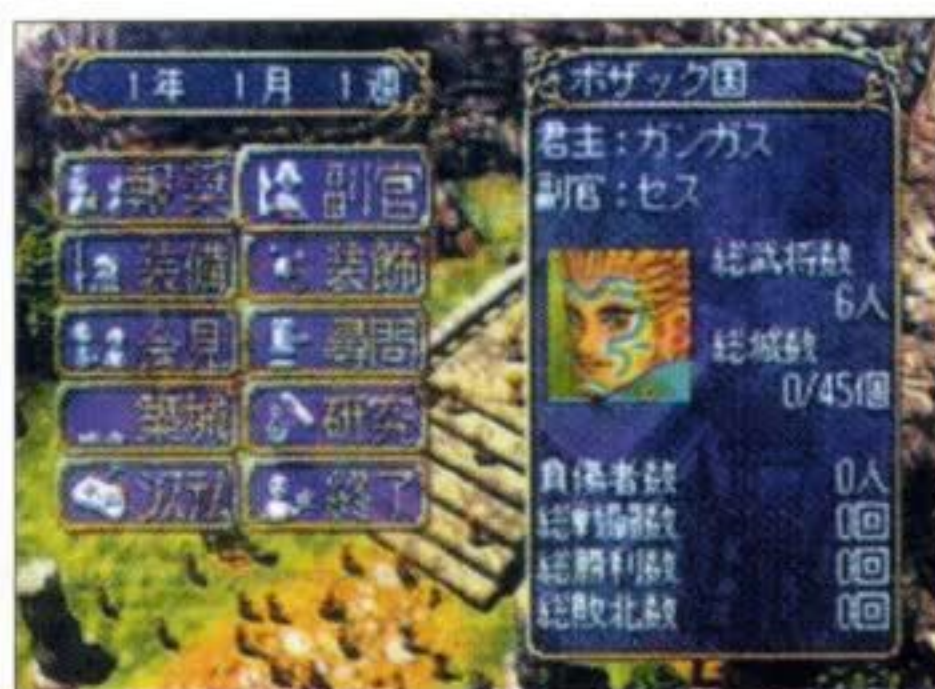 1年 1月 1週
副官
装備 装飾
会見 尋問
築城 研究
システム 終了
ボザック国
君主：ガンガス
副官：セス
総武将数
6人
総城数
0/45個
負傷者数 0人
総戦闘数 0回
総勝利数 0回
総敗北数 0回